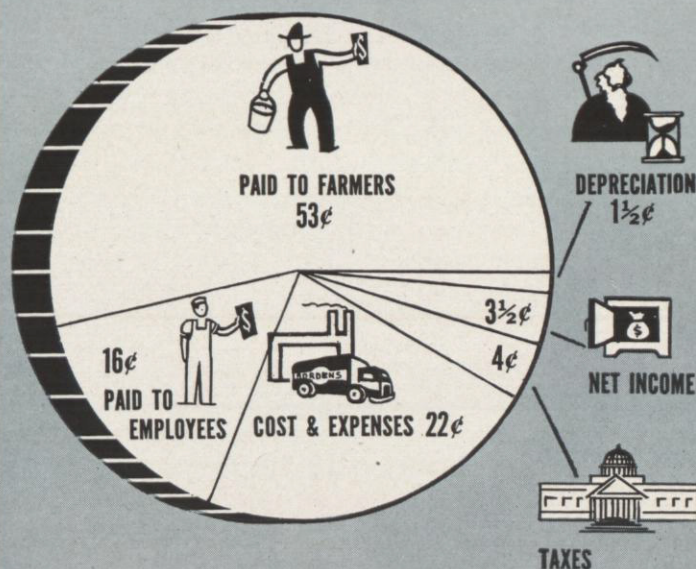 PAID TO FARMERS
53¢
DEPRECIATION
1½¢
3½¢
NET INCOME
4¢
TAXES
16¢
PAID TO
EMPLOYEES
BORDENS
COST & EXPENSES 22¢
$
$
$